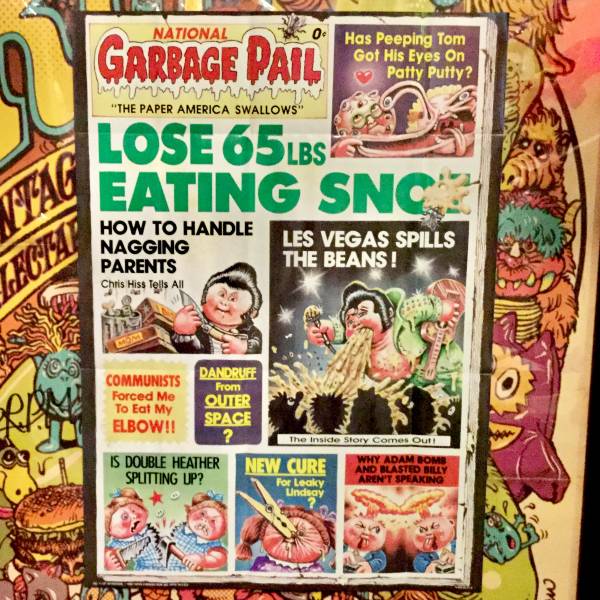 NATIONAL
GARBAGE PAIL
"THE PAPER AMERICA SWALLOWS"
0¢
Has Peeping Tom
Got His Eyes On
Patty Putty?
LOSE 65 LBS
EATING SNO
HOW TO HANDLE
NAGGING
PARENTS
Chris Hiss Tells All
MOM
LES VEGAS SPILLS
THE BEANS!
The Inside Story Comes Out!
COMMUNISTS
Forced Me
To Eat My
ELBOW!!
DANDRUFF
From
OUTER
SPACE
?
IS DOUBLE HEATHER
SPLITTING UP?
NEW CURE
For Leaky
Lindsay
?
WHY ADAM BOMB
AND BLASTED BILLY
AREN'T SPEAKING